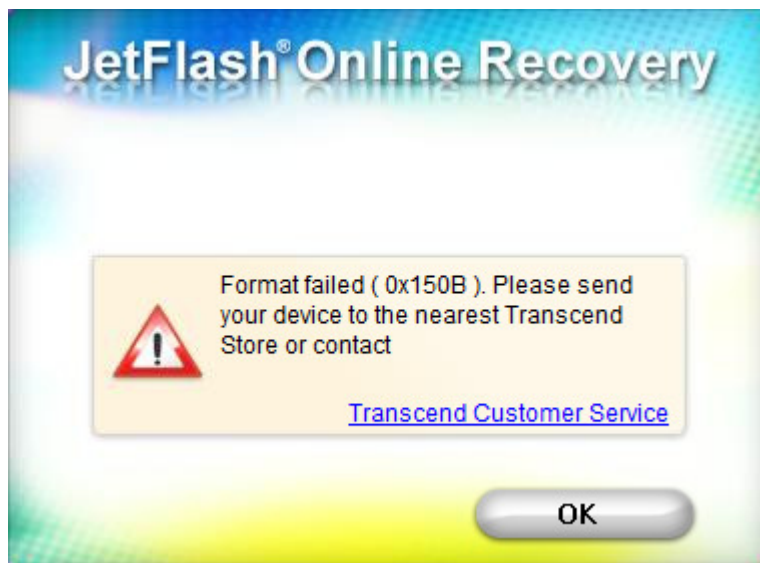 JetFlash® Online Recovery
Format failed ( 0x150B ). Please send
your device to the nearest Transcend
Store or contact
Transcend Customer Service
OK